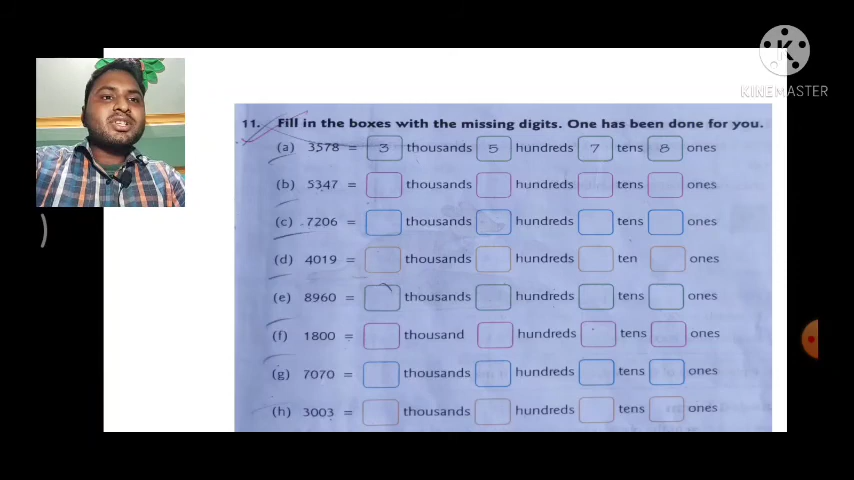 K
KINEMASTER
11. Fill in the boxes with the missing digits. One has been done for you.
(a) 3578 = 3 thousands 5 hundreds 7 tens 8 ones
(b) 5347 = thousands hundreds tens ones
(c) 7206 = thousands hundreds tens ones
(d) 4019 = thousands hundreds ten ones
(e) 8960 = thousands hundreds tens ones
(f) 1800 = thousand hundreds tens ones
(g) 7070 = thousands hundreds tens ones
(h) 3003 = thousands hundreds tens ones